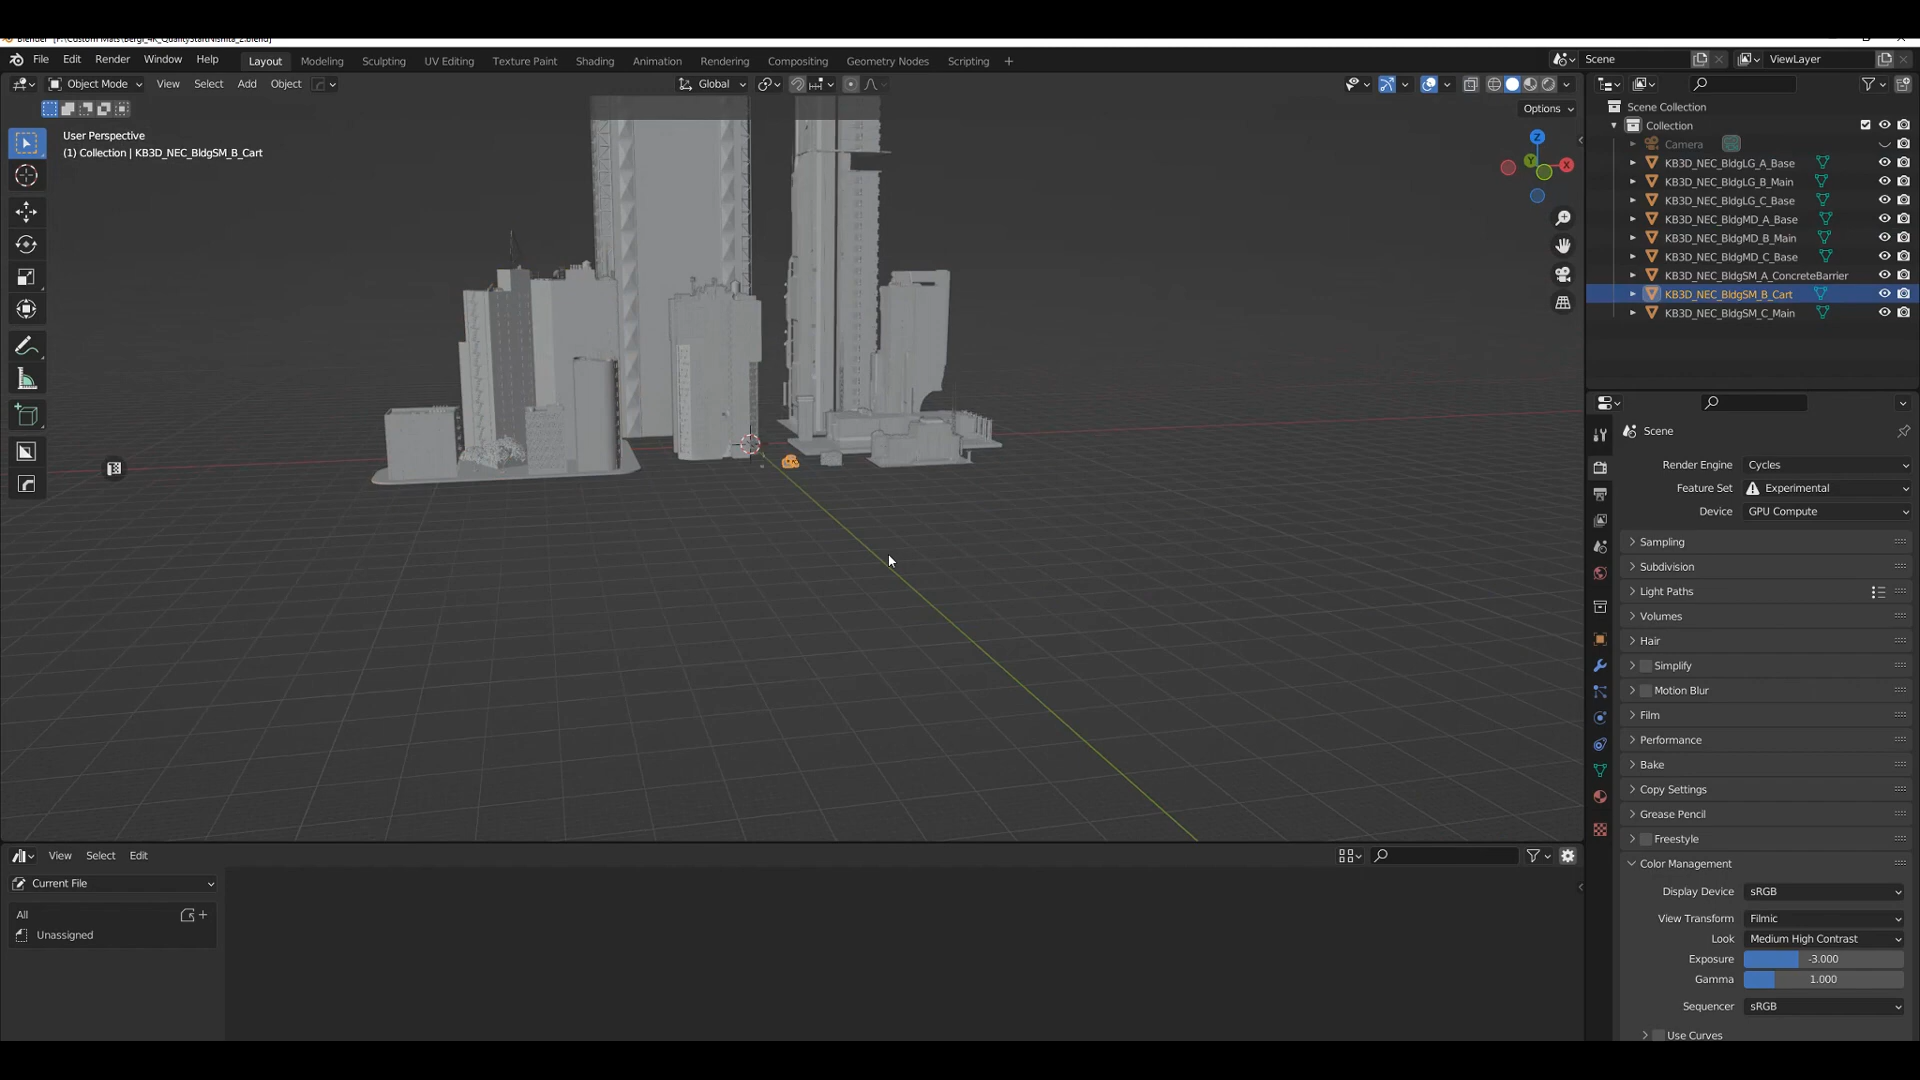 Blender [F:\Custom Mats\Bergi_4K_QualityStartNishita_2.blend]
File Edit Render Window Help Layout Modeling Sculpting UV Editing Texture Paint Shading Animation Rendering Compositing Geometry Nodes Scripting + Scene ViewLayer
Object Mode View Select Add Object Global
Options
User Perspective
(1) Collection | KB3D_NEC_BldgSM_B_Cart
Z
Y
X
Scene Collection
Collection
Camera
KB3D_NEC_BldgLG_A_Base
KB3D_NEC_BldgLG_B_Main
KB3D_NEC_BldgLG_C_Base
KB3D_NEC_BldgMD_A_Base
KB3D_NEC_BldgMD_B_Main
KB3D_NEC_BldgMD_C_Base
KB3D_NEC_BldgSM_A_ConcreteBarrier
KB3D_NEC_BldgSM_B_Cart
KB3D_NEC_BldgSM_C_Main
Scene
Render Engine Cycles
Feature Set Experimental
Device GPU Compute
Sampling
Subdivision
Light Paths
Volumes
Hair
Simplify
Motion Blur
Film
Performance
Bake
Copy Settings
Grease Pencil
Freestyle
Color Management
Display Device sRGB
View Transform Filmic
Look Medium High Contrast
Exposure -3.000
Gamma 1.000
Sequencer sRGB
Use Curves
View Select Edit
Current File
All
Unassigned